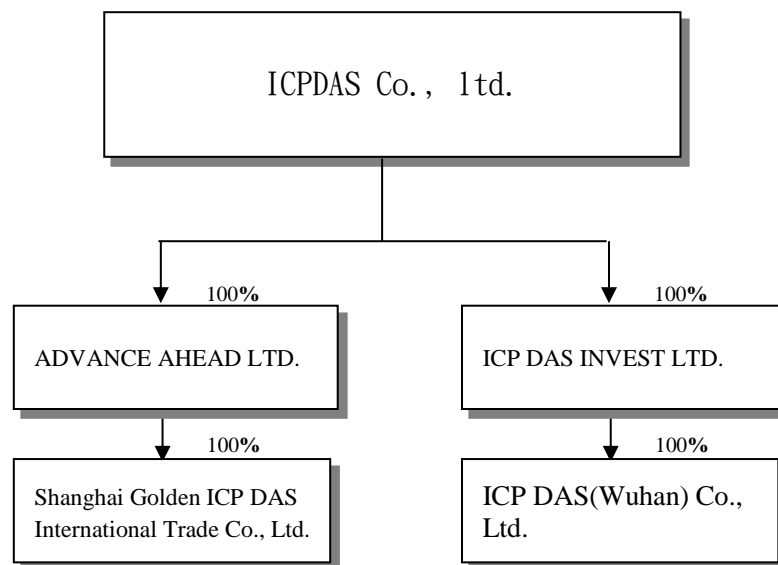 ICPDAS Co., ltd.
100%
100%
ADVANCE AHEAD LTD.
ICP DAS INVEST LTD.
100%
100%
Shanghai Golden ICP DAS
International Trade Co., Ltd.
ICP DAS(Wuhan) Co.,
Ltd.